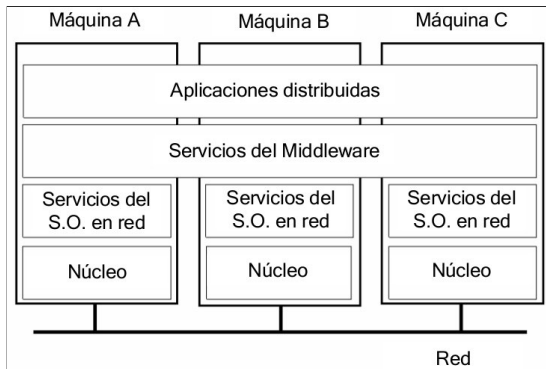 Máquina A
Máquina B
Máquina C
Aplicaciones distribuidas
Servicios del Middleware
Servicios del
S.O. en red
Servicios del
S.O. en red
Servicios del
S.O. en red
Núcleo
Núcleo
Núcleo
Red